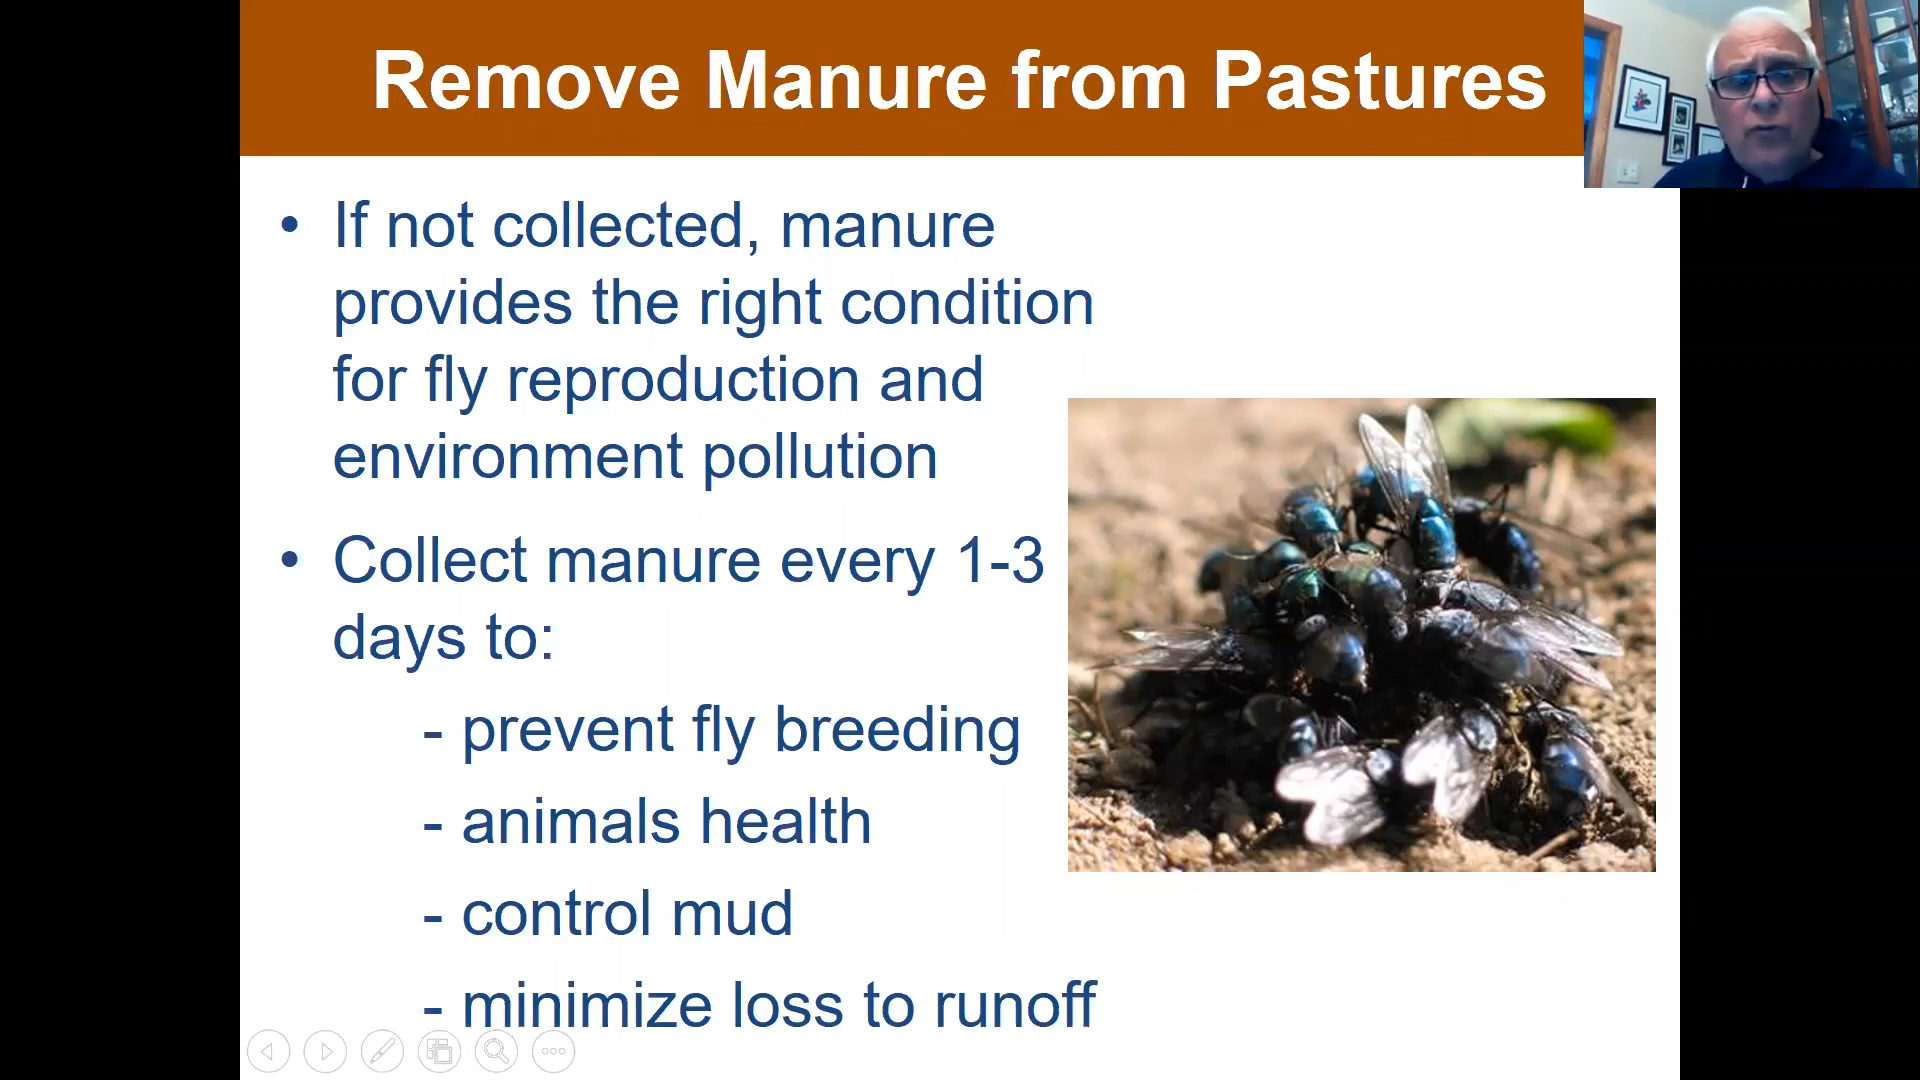 Remove Manure from Pastures
• If not collected, manure
provides the right condition
for fly reproduction and
environment pollution
• Collect manure every 1-3
days to:
- prevent fly breeding
- animals health
- control mud
- minimize loss to runoff